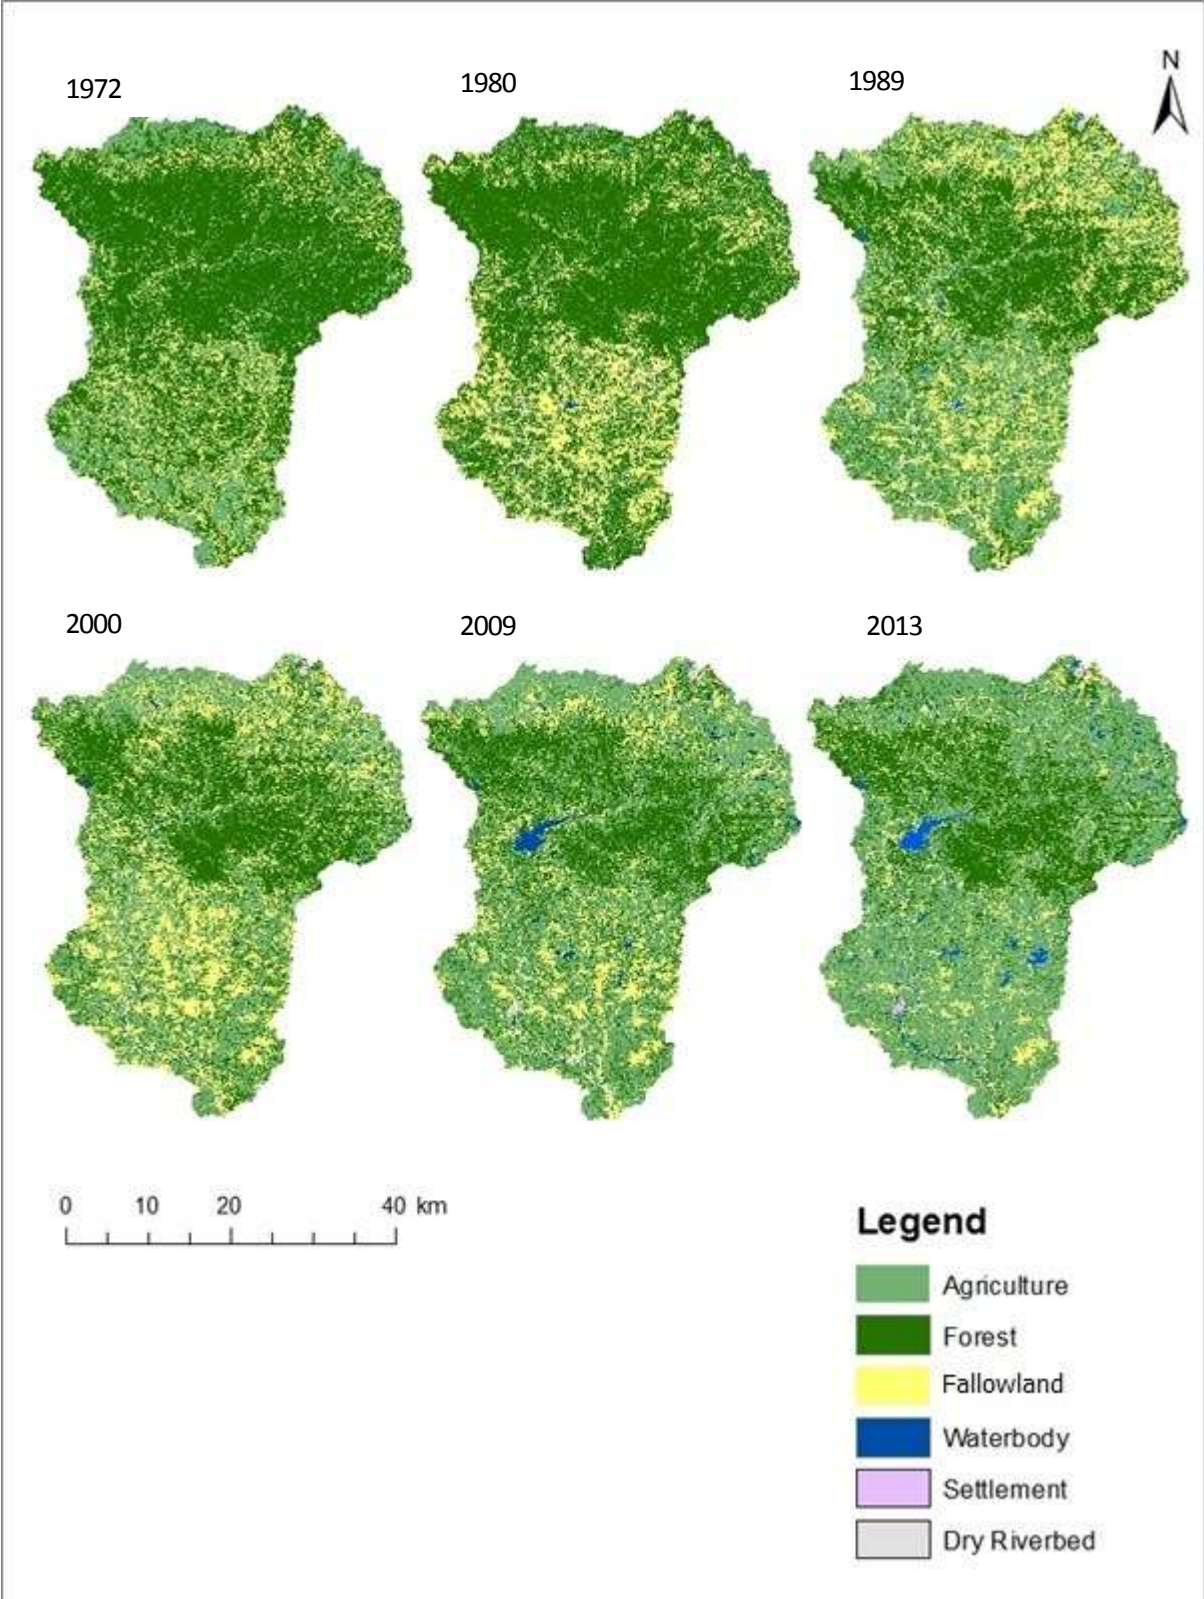 N
1972
1980
1989
2000
2009
2013
0 10 20 40 km
Legend
Agriculture
Forest
Fallowland
Waterbody
Settlement
Dry Riverbed